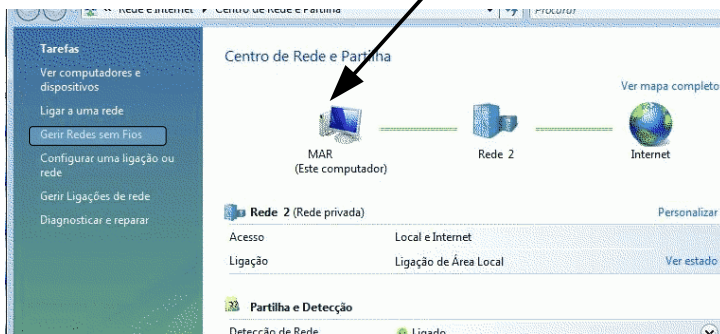 « Rede e Internet ▸ Centro de Rede e Partilha
Procurar
Tarefas
Ver computadores e
dispositivos
Ligar a uma rede
Gerir Redes sem Fios
Configurar uma ligação ou
rede
Gerir Ligações de rede
Diagnosticar e reparar
Centro de Rede e Partilha
Ver mapa completo
MAR
(Este computador)
Rede 2
Internet
Rede 2 (Rede privada)
Personalizar
Acesso
Local e Internet
Ligação
Ligação de Área Local
Ver estado
Partilha e Detecção
Detecção de Rede
Ligado